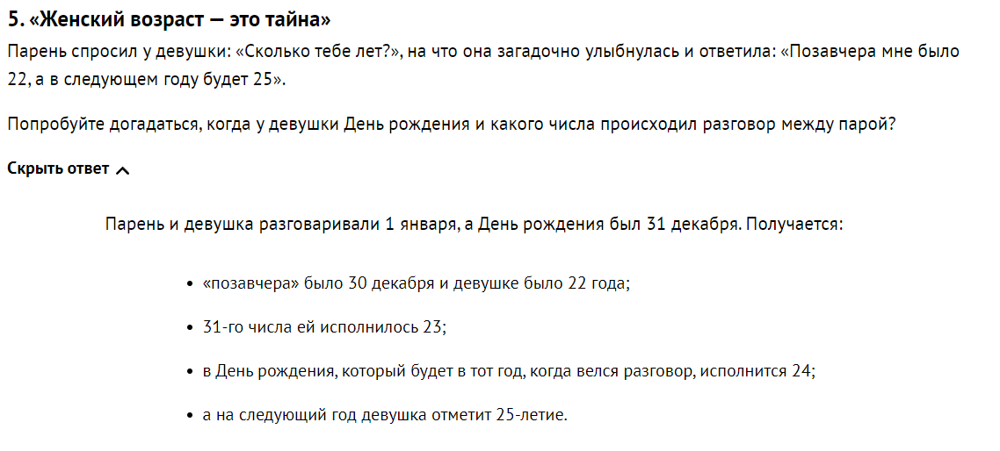 5. «Женский возраст — это тайна»
Парень спросил у девушки: «Сколько тебе лет?», на что она загадочно улыбнулась и ответила: «Позавчера мне было
22, а в следующем году будет 25».
Попробуйте догадаться, когда у девушки День рождения и какого числа происходил разговор между парой?
Скрыть ответ
Парень и девушка разговаривали 1 января, а День рождения был 31 декабря. Получается:
• «позавчера» было 30 декабря и девушке было 22 года;
• 31-го числа ей исполнилось 23;
• в День рождения, который будет в тот год, когда велся разговор, исполнится 24;
• а на следующий год девушка отметит 25-летие.